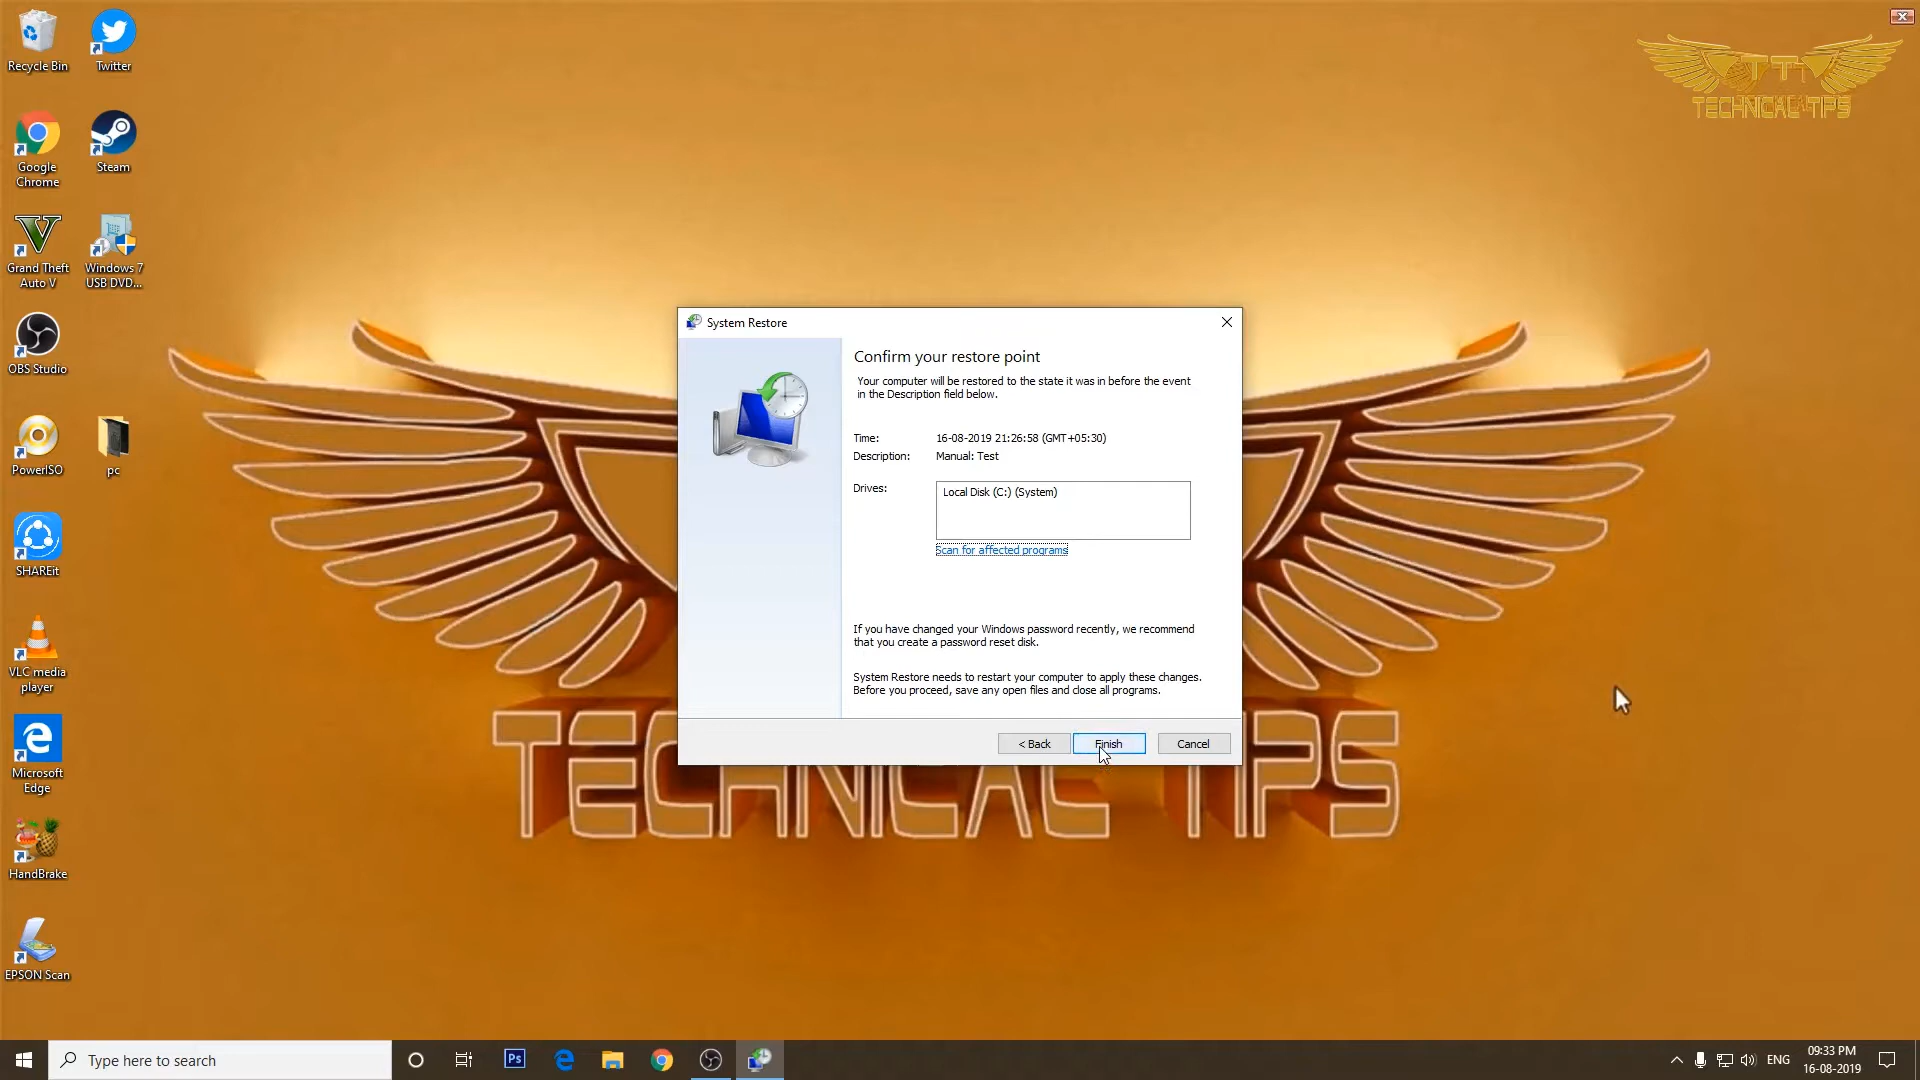 Recycle Bin
Twitter
TECHNICAL TIPS
Google
Chrome
Steam
Grand Theft
Auto V
Windows 7
USB DVD...
OBS Studio
PowerISO
pc
SHAREit
VLC media
player
Microsoft
Edge
HandBrake
EPSON Scan
System Restore
Confirm your restore point
Your computer will be restored to the state it was in before the event
in the Description field below.
Time: 16-08-2019 21:26:58 (GMT+05:30)
Description: Manual: Test
Drives: Local Disk (C:) (System)
Scan for affected programs
If you have changed your Windows password recently, we recommend
that you create a password reset disk.
System Restore needs to restart your computer to apply these changes.
Before you proceed, save any open files and close all programs.
< Back Finish Cancel
TECHNICAL TIPS
Type here to search
Ps
ENG
09:33 PM
16-08-2019